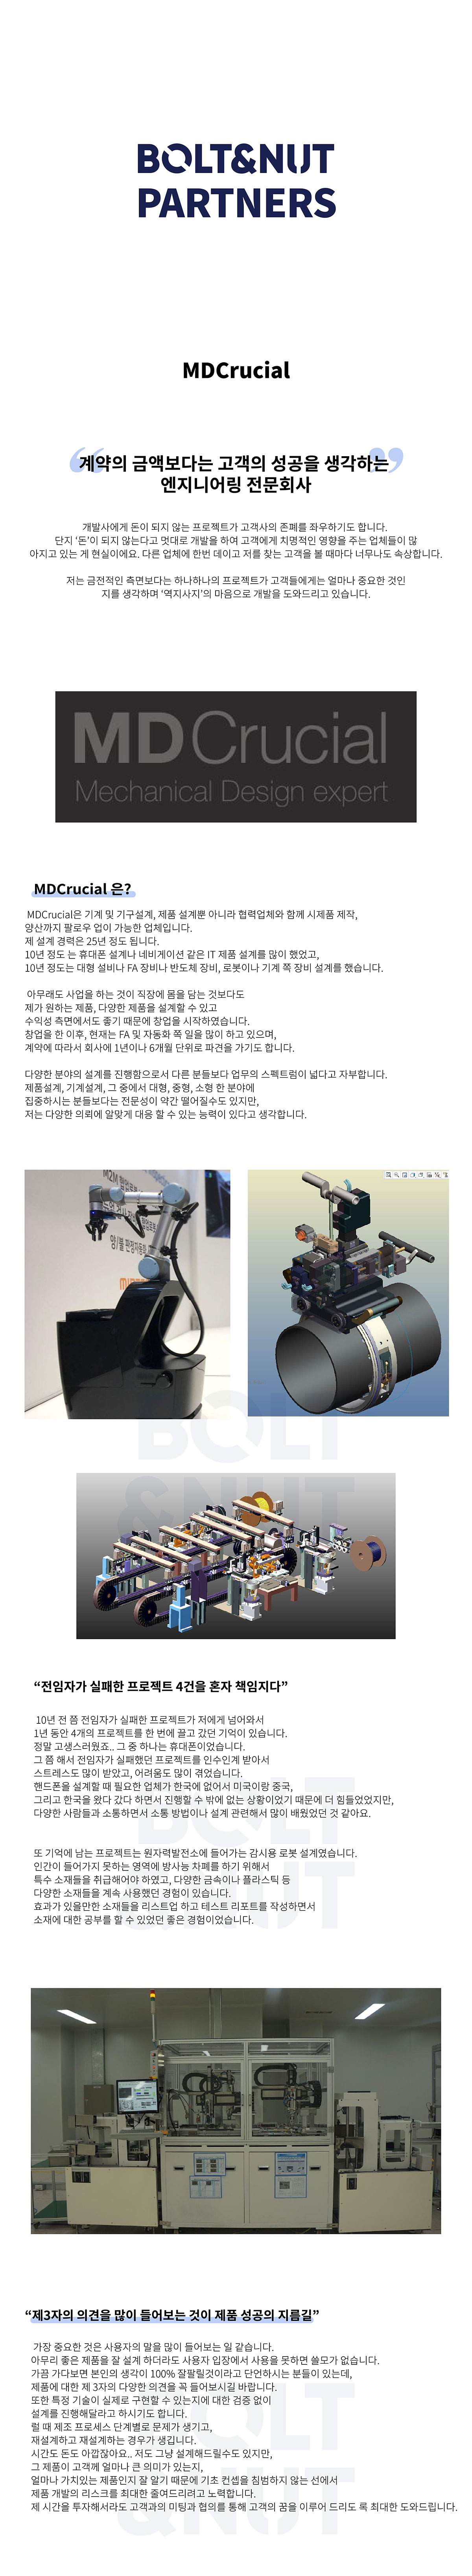 BOLT&NUT
PARTNERS
MDCrucial
“계약의 금액보다는 고객의 성공을 생각하는”
엔지니어링 전문회사
개발사에게 돈이 되지 않는 프로젝트가 고객사의 존폐를 좌우하기도 합니다.
단지 ‘돈’이 되지 않는다고 멋대로 개발을 하여 고객에게 치명적인 영향을 주는 업체들이 많
아지고 있는 게 현실이에요. 다른 업체에 한번 데이고 저를 찾는 고객을 볼 때마다 너무나도 속상합니다.
저는 금전적인 측면보다는 하나하나의 프로젝트가 고객들에게는 얼마나 중요한 것인
지를 생각하며 ‘역지사지’의 마음으로 개발을 도와드리고 있습니다.
MDCrucial
Mechanical Design expert
MDCrucial 은?
MDCrucial은 기계 및 기구설계, 제품 설계뿐 아니라 협력업체와 함께 시제품 제작,
양산까지 팔로우 업이 가능한 업체입니다.
제 설계 경력은 25년 정도 됩니다.
10년 정도 는 휴대폰 설계나 네비게이션 같은 IT 제품 설계를 많이 했었고,
10년 정도는 대형 설비나 FA 장비나 반도체 장비, 로봇이나 기계 쪽 장비 설계를 했습니다.
아무래도 사업을 하는 것이 직장에 몸을 담는 것보다도
제가 원하는 제품, 다양한 제품을 설계할 수 있고
수익성 측면에서도 좋기 때문에 창업을 시작하였습니다.
창업을 한 이후, 현재는 FA 및 자동화 쪽 일을 많이 하고 있으며,
계약에 따라서 회사에 1년이나 6개월 단위로 파견을 가기도 합니다.
다양한 분야의 설계를 진행함으로서 다른 분들보다 업무의 스펙트럼이 넓다고 자부합니다.
제품설계, 기계설계, 그 중에서 대형, 중형, 소형 한 분야에
집중하시는 분들보다는 전문성이 약간 떨어질수도 있지만,
저는 다양한 의뢰에 알맞게 대응 할 수 있는 능력이 있다고 생각합니다.
BOLT
&NUT
“전임자가 실패한 프로젝트 4건을 혼자 책임지다”
10년 전 쯤 전임자가 실패한 프로젝트가 저에게 넘어와서
1년 동안 4개의 프로젝트를 한 번에 끌고 갔던 기억이 있습니다.
정말 고생스러웠죠.. 그 중 하나는 휴대폰이었습니다.
그 쯤 해서 전임자가 실패했던 프로젝트를 인수인계 받아서
스트레스도 많이 받았고, 어려움도 많이 겪었습니다.
핸드폰을 설계할 때 필요한 업체가 한국에 없어서 미국이랑 중국,
그리고 한국을 왔다 갔다 하면서 진행할 수 밖에 없는 상황이었기 때문에 더 힘들었었지만,
다양한 사람들과 소통하면서 소통 방법이나 설계 관련해서 많이 배웠었던 것 같아요.
BOLT
&NUT
또 기억에 남는 프로젝트는 원자력발전소에 들어가는 감시용 로봇 설계였습니다.
인간이 들어가지 못하는 영역에 방사능 차폐를 하기 위해서
특수 소재들을 취급해야 하였고, 다양한 금속이나 플라스틱 등
다양한 소재들을 계속 사용했던 경험이 있습니다.
효과가 있을만한 소재들을 리스트업 하고 테스트 리포트를 작성하면서
소재에 대한 공부를 할 수 있었던 좋은 경험이었습니다.
“제3자의 의견을 많이 들어보는 것이 제품 성공의 지름길”
가장 중요한 것은 사용자의 말을 많이 들어보는 일 같습니다.
아무리 좋은 제품을 잘 설계 하더라도 사용자 입장에서 사용을 못하면 쓸모가 없습니다.
가끔 가다보면 본인의 생각이 100% 잘팔릴것이라고 단언하시는 분들이 있는데,
제품에 대한 제 3자의 다양한 의견을 꼭 들어보시길 바랍니다.
또한 특정 기술이 실제로 구현할 수 있는지에 대한 검증 없이
설계를 진행해달라고 하시기도 합니다.
럴 때 제조 프로세스 단계별로 문제가 생기고,
재설계하고 재설계하는 경우가 생깁니다.
시간도 돈도 아깝잖아요.. 저도 그냥 설계해드릴수도 있지만,
그 제품이 고객께 얼마나 큰 의미가 있는지,
얼마나 가치있는 제품인지 잘 알기 때문에 기초 컨셉을 침범하지 않는 선에서
제품 개발의 리스크를 최대한 줄여드리려고 노력합니다.
제 시간을 투자해서라도 고객과의 미팅과 협의를 통해 고객의 꿈을 이루어 드리도 록 최대한 도와드립니다.
OLT
&NUT